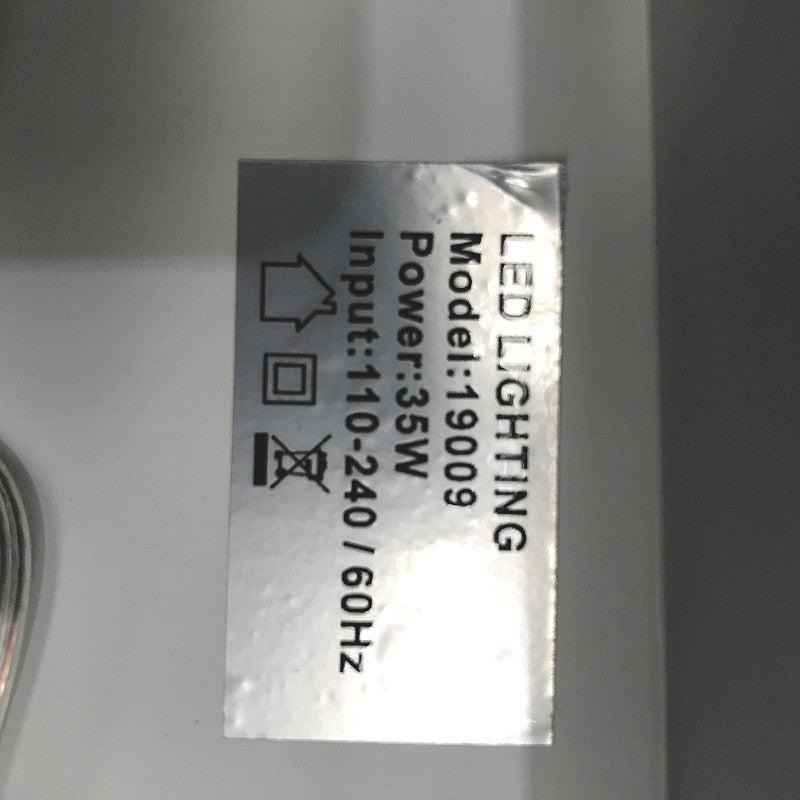 LED LIGHTING
Model:19009
Power:35W
Input:110-240 / 60Hz